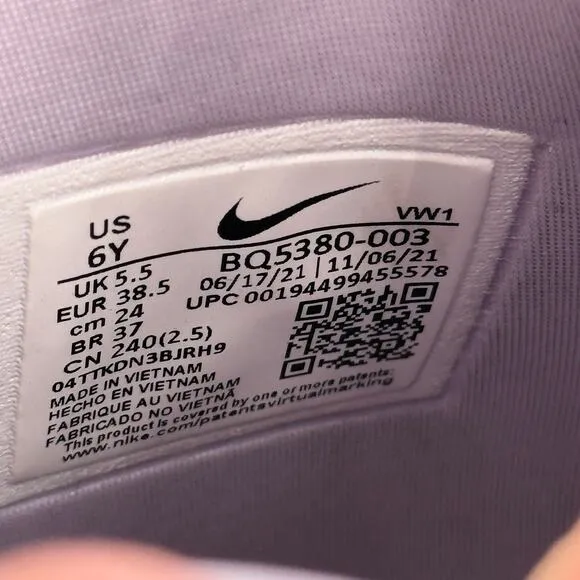 US
6Y
VW1
UK 5.5
BQ5380-003
EUR 38.5
06/17/21 | 11/06/21
cm 24
UPC 00194499455578
BR 37
CN 240(2.5)
04TTKDN3BJRH9
MADE IN VIETNAM
HECHO EN VIETNAM
FABRIQUE AU VIETNAM
FABRICADO NO VIETNÃ
This product is covered by one or more patents:
www.nike.com/patentsvirtualmarking